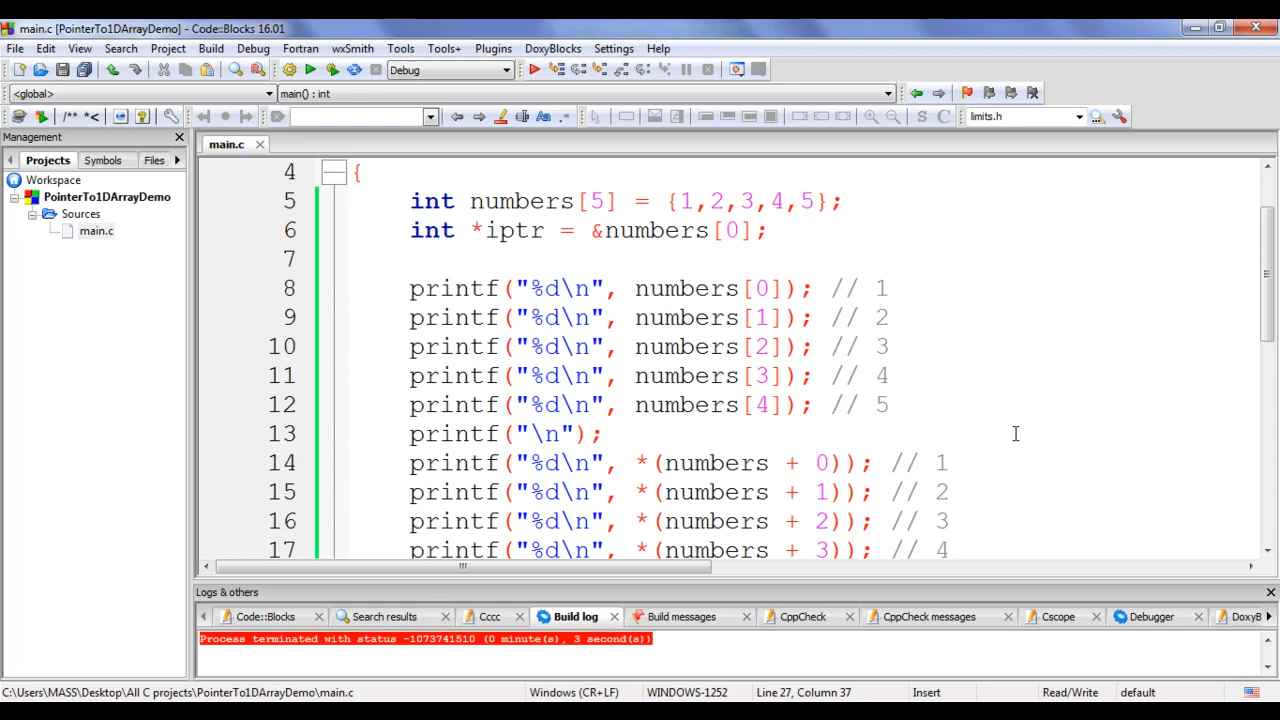 main.c [PointerTo1DArrayDemo] - Code::Blocks 16.01
File Edit View Search Project Build Debug Fortran wxSmith Tools Tools+ Plugins DoxyBlocks Settings Help
Debug
<global> main() : int
/** *< Aa .* S C limits.h
Management
Projects Symbols Files
main.c
Workspace
PointerTo1DArrayDemo
Sources
main.c
4 {
5 int numbers[5] = {1,2,3,4,5};
6 int *iptr = &numbers[0];
7
8 printf("%d\n", numbers[0]); // 1
9 printf("%d\n", numbers[1]); // 2
10 printf("%d\n", numbers[2]); // 3
11 printf("%d\n", numbers[3]); // 4
12 printf("%d\n", numbers[4]); // 5
13 printf("\n");
14 printf("%d\n", *(numbers + 0)); // 1
15 printf("%d\n", *(numbers + 1)); // 2
16 printf("%d\n", *(numbers + 2)); // 3
17 printf("%d\n", *(numbers + 3)); // 4
Logs & others
Code::Blocks Search results Cccc Build log Build messages CppCheck CppCheck messages Cscope Debugger DoxyB
Process terminated with status -1073741510 (0 minute(s), 3 second(s))
C:\Users\MASS\Desktop\All C projects\PointerTo1DArrayDemo\main.c Windows (CR+LF) WINDOWS-1252 Line 27, Column 37 Insert Read/Write default